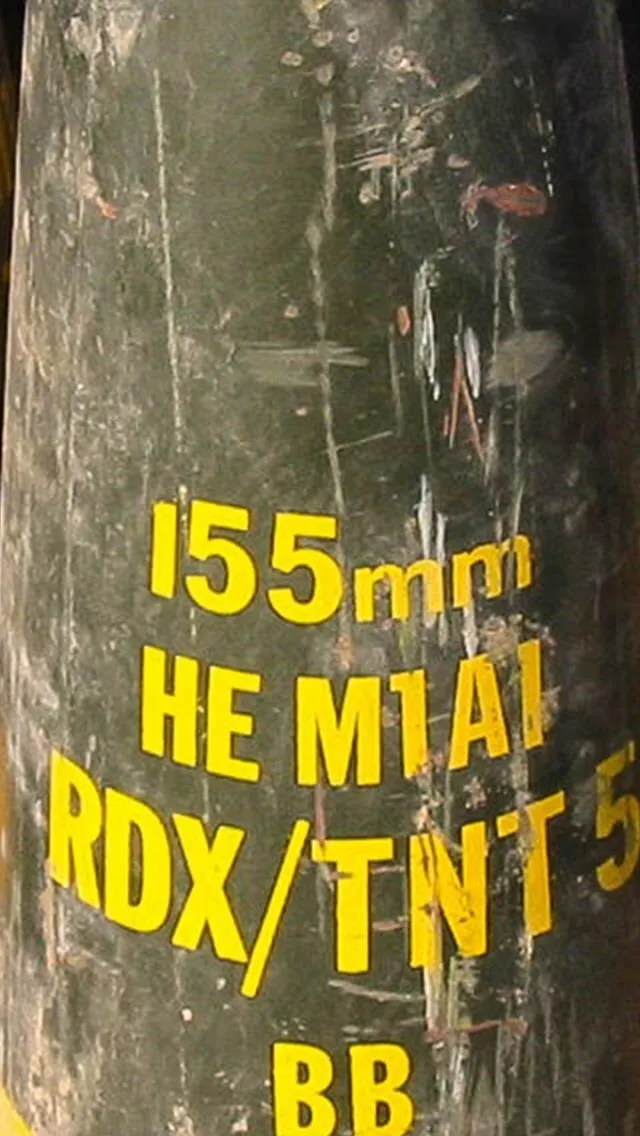 155mm
HE M1A1
RDX/TNT 5
BB